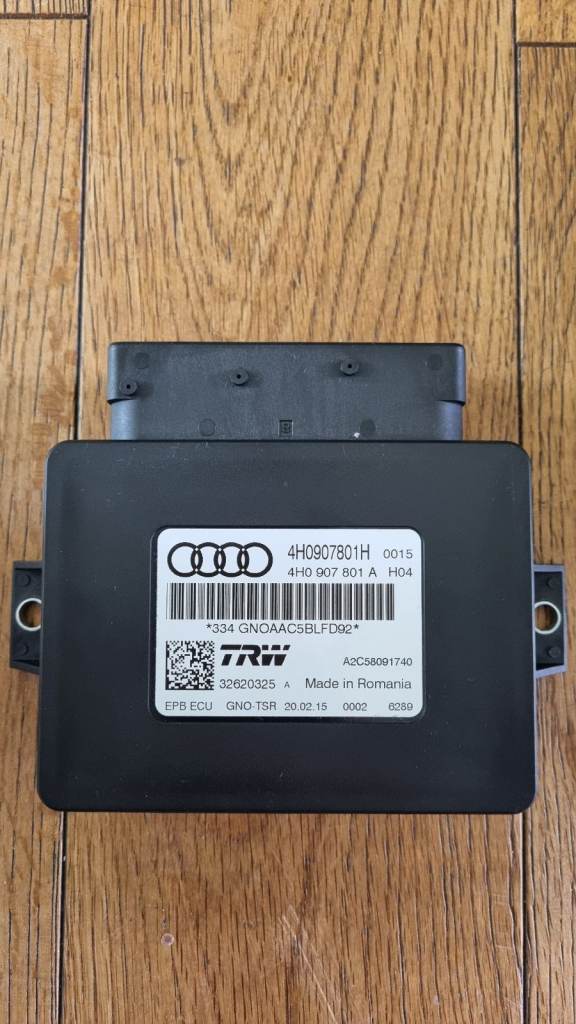 4H0907801H 0015
4H0 907 801 A H04
*334 GNOAAC5BLFD92*
TRW A2C58091740
32620325 A Made in Romania
EPB ECU GNO-TSR 20.02.15 0002 6289